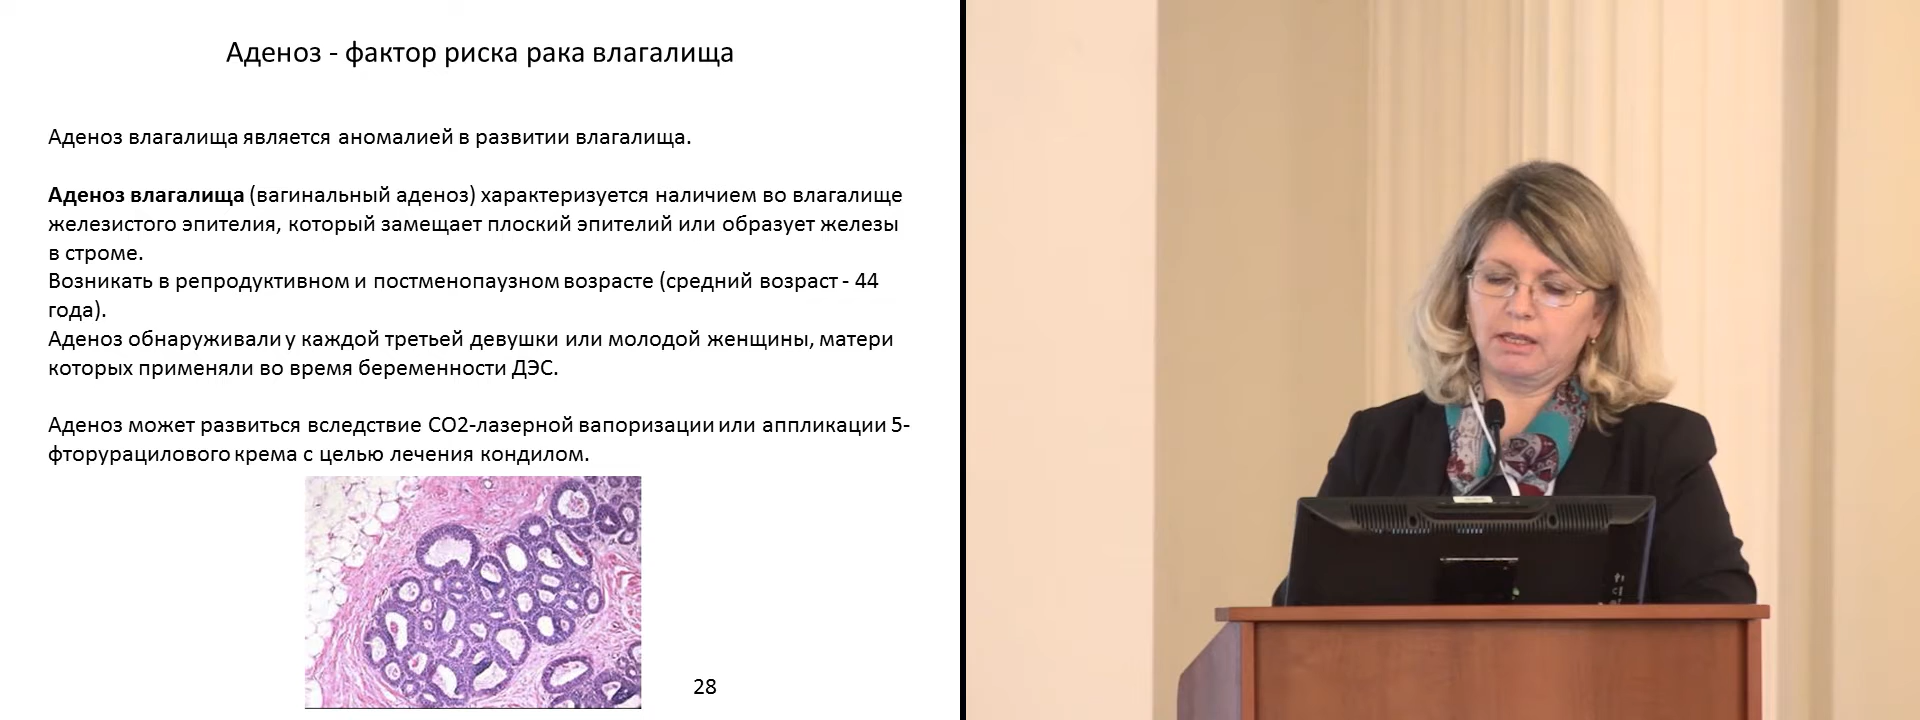 Аденоз - фактор риска рака влагалища
Аденоз влагалища является аномалией в развитии влагалища.
Аденоз влагалища (вагинальный аденоз) характеризуется наличием во влагалище
железистого эпителия, который замещает плоский эпителий или образует железы
в строме.
Возникать в репродуктивном и постменопаузном возрасте (средний возраст - 44
года).
Аденоз обнаруживали у каждой третьей девушки или молодой женщины, матери
которых применяли во время беременности ДЭС.
Аденоз может развиться вследствие СО2-лазерной вапоризации или аппликации 5-
фторурацилового крема с целью лечения кондилом.
28